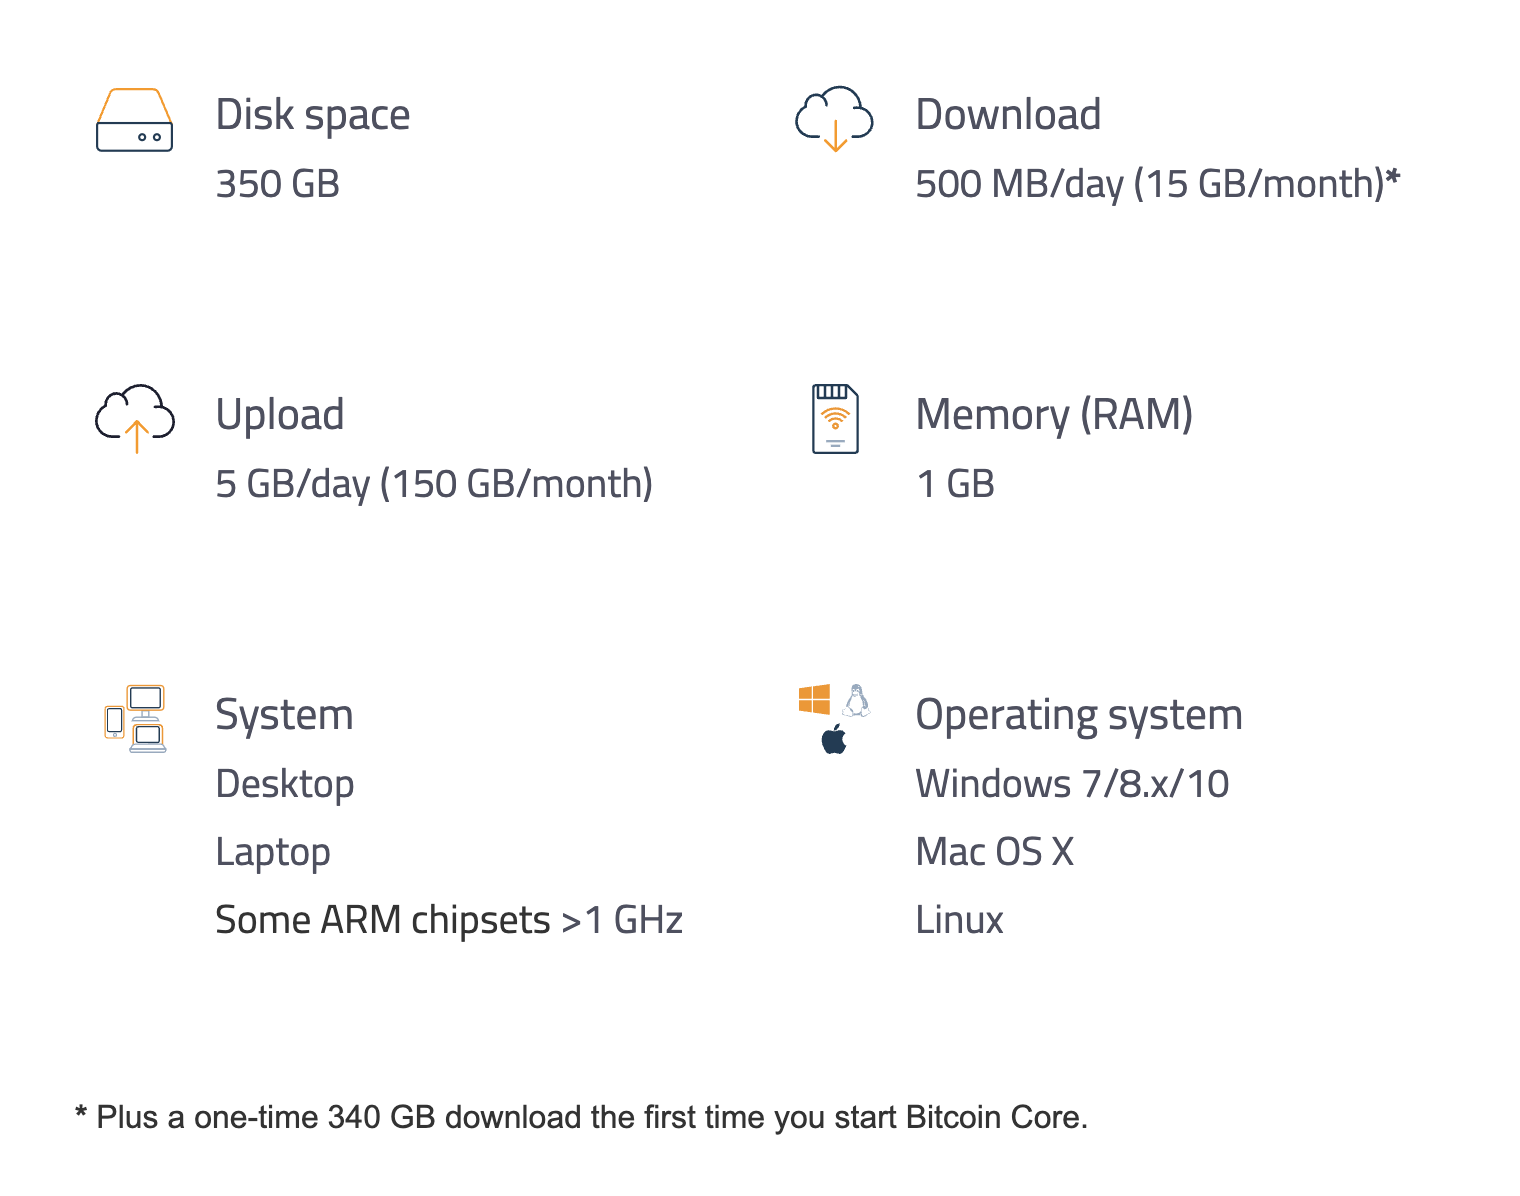 Disk space
350 GB
Download
500 MB/day (15 GB/month)*
Upload
5 GB/day (150 GB/month)
Memory (RAM)
1 GB
System
Desktop
Laptop
Some ARM chipsets >1 GHz
Operating system
Windows 7/8.x/10
Mac OS X
Linux
* Plus a one-time 340 GB download the first time you start Bitcoin Core.